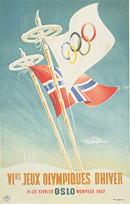 VIES JEUX OLYMPIQUES D'HIVER
14-25 FEVRIER OSLO NORVEGE 1952